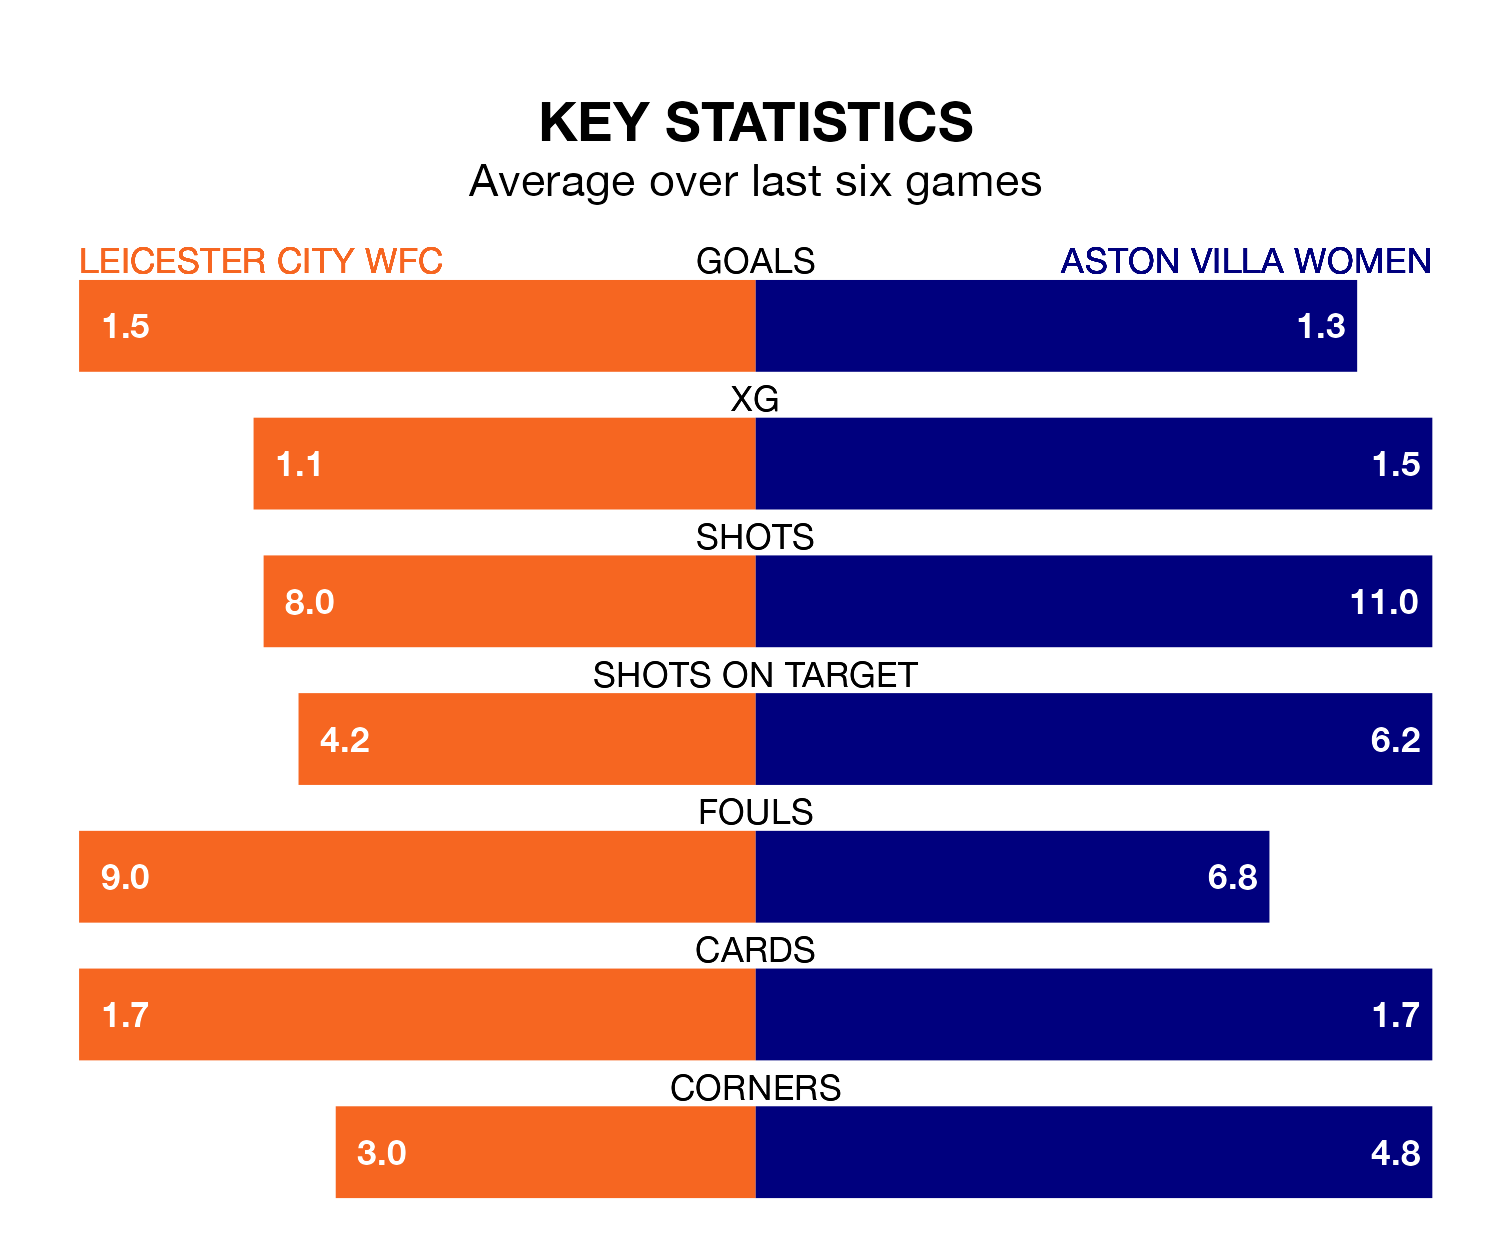 KEY STATISTICS
Average over last six games
LEICESTER CITY WFC GOALS ASTON VILLA WOMEN
1.5 1.3
XG
1.1 1.5
SHOTS
8.0 11.0
SHOTS ON TARGET
4.2 6.2
FOULS
9.0 6.8
CARDS
1.7 1.7
CORNERS
3.0 4.8